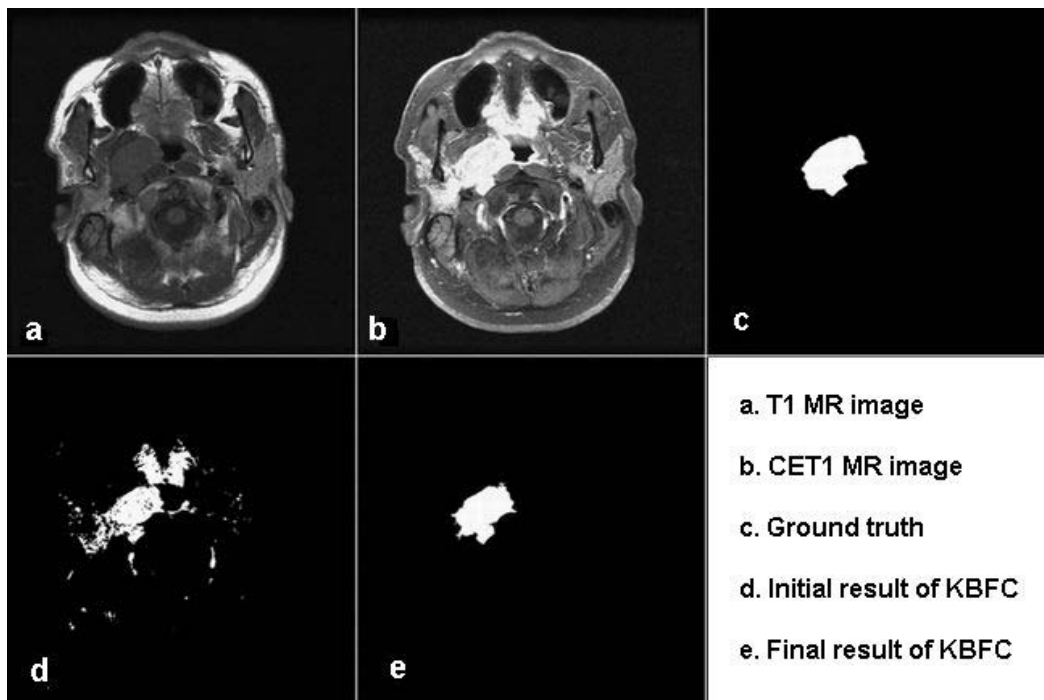 a
b
c
d
e
a. T1 MR image
b. CET1 MR image
c. Ground truth
d. Initial result of KBFC
e. Final result of KBFC